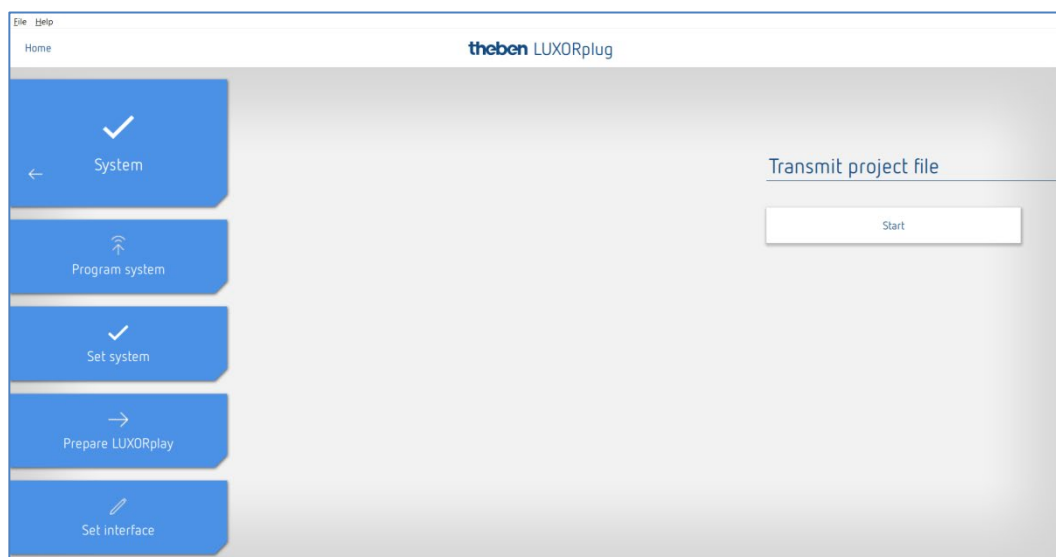 File Help
Home
theben LUXORplug
System
Program system
Set system
Prepare LUXORplay
Set interface
Transmit project file
Start